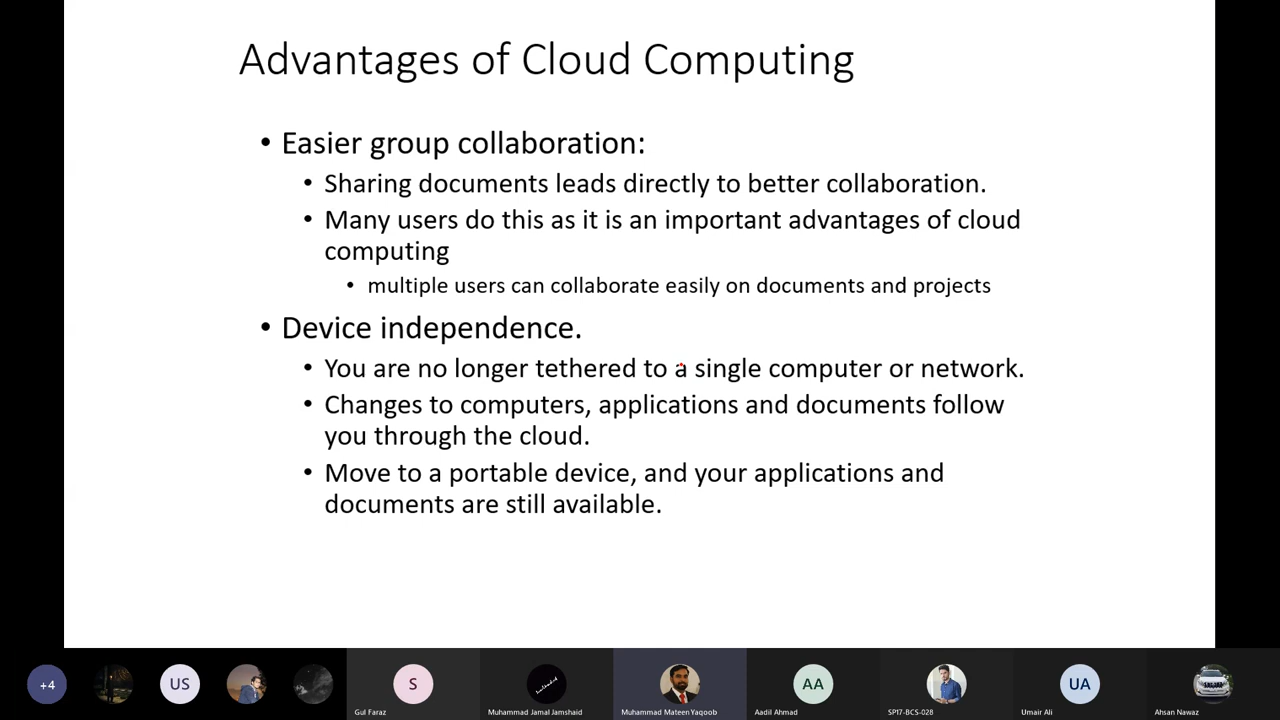 Advantages of Cloud Computing
• Easier group collaboration:
• Sharing documents leads directly to better collaboration.
• Many users do this as it is an important advantages of cloud
computing
• multiple users can collaborate easily on documents and projects
• Device independence.
• You are no longer tethered to a single computer or network.
• Changes to computers, applications and documents follow
you through the cloud.
• Move to a portable device, and your applications and
documents are still available.
+4
US
S
AA
UA
Gul Faraz
Muhammad Jamal Jamshaid
Muhammad Mateen Yaqoob
Aadil Ahmad
SP17-BCS-028
Umair Ali
Ahsan Nawaz